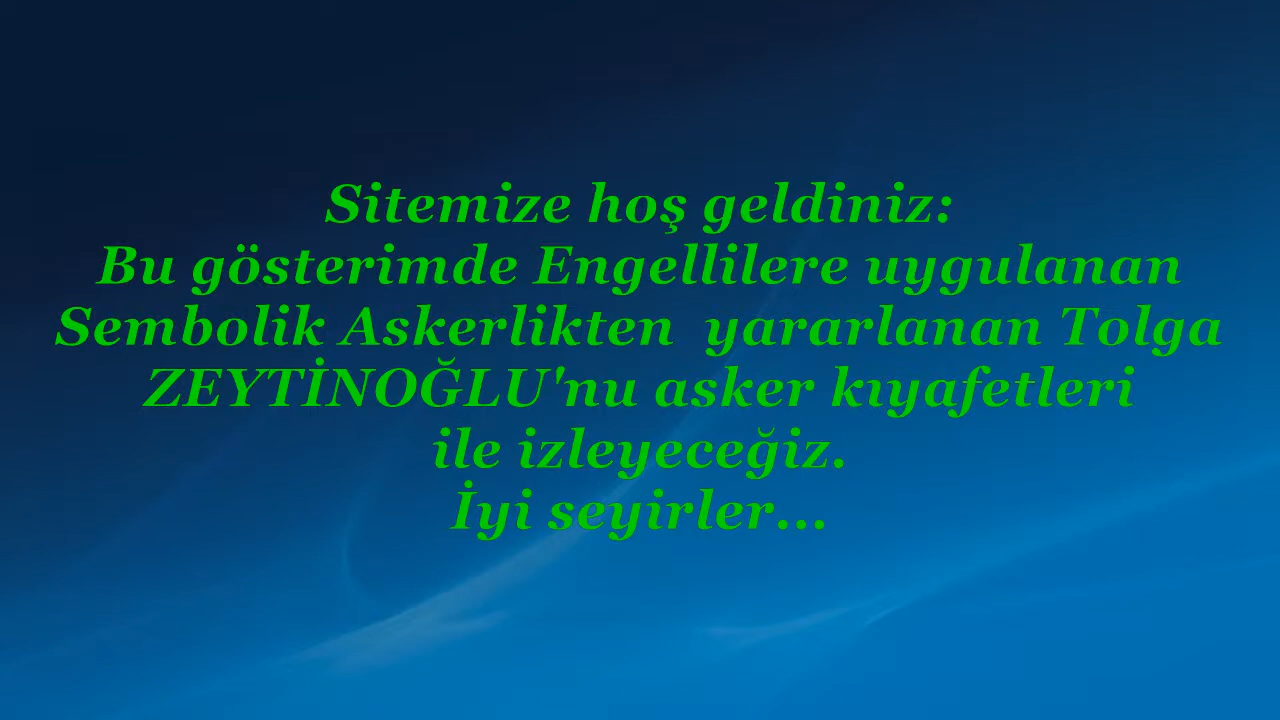 Sitemize hoş geldiniz:
Bu gösterimde Engellilere uygulanan
Sembolik Askerlikten  yararlanan Tolga
ZEYTİNOĞLU'nu asker kıyafetleri
ile izleyeceğiz.
İyi seyirler...